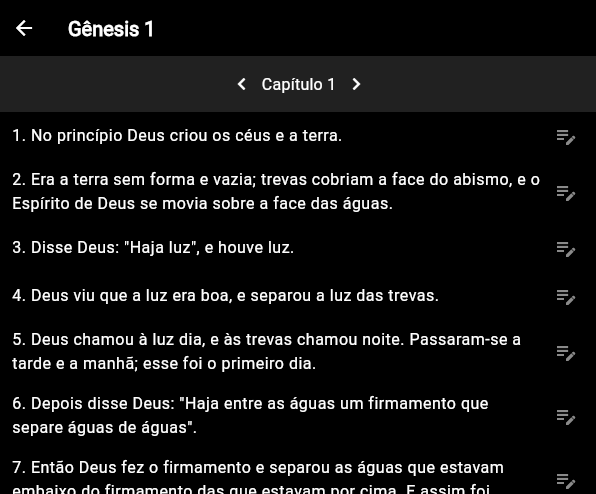 Gênesis 1
Capítulo 1
1. No princípio Deus criou os céus e a terra.
2. Era a terra sem forma e vazia; trevas cobriam a face do abismo, e o
Espírito de Deus se movia sobre a face das águas.
3. Disse Deus: "Haja luz", e houve luz.
4. Deus viu que a luz era boa, e separou a luz das trevas.
5. Deus chamou à luz dia, e às trevas chamou noite. Passaram-se a
tarde e a manhã; esse foi o primeiro dia.
6. Depois disse Deus: "Haja entre as águas um firmamento que
separe águas de águas".
7. Então Deus fez o firmamento e separou as águas que estavam
embaixo do firmamento das que estavam por cima. E assim foi.